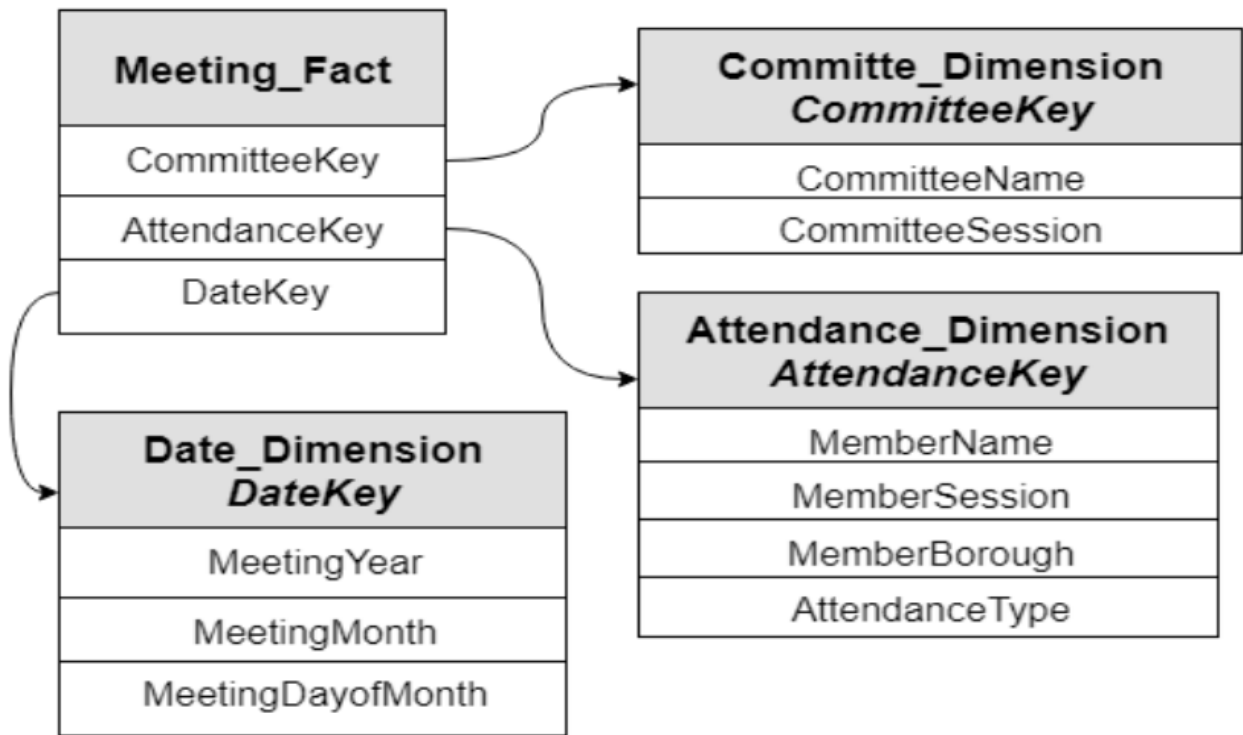 Meeting_Fact
CommitteeKey
AttendanceKey
DateKey
Committe_Dimension
CommitteeKey
CommitteeName
CommitteeSession
Attendance_Dimension
AttendanceKey
MemberName
MemberSession
MemberBorough
AttendanceType
Date_Dimension
DateKey
MeetingYear
MeetingMonth
MeetingDayofMonth